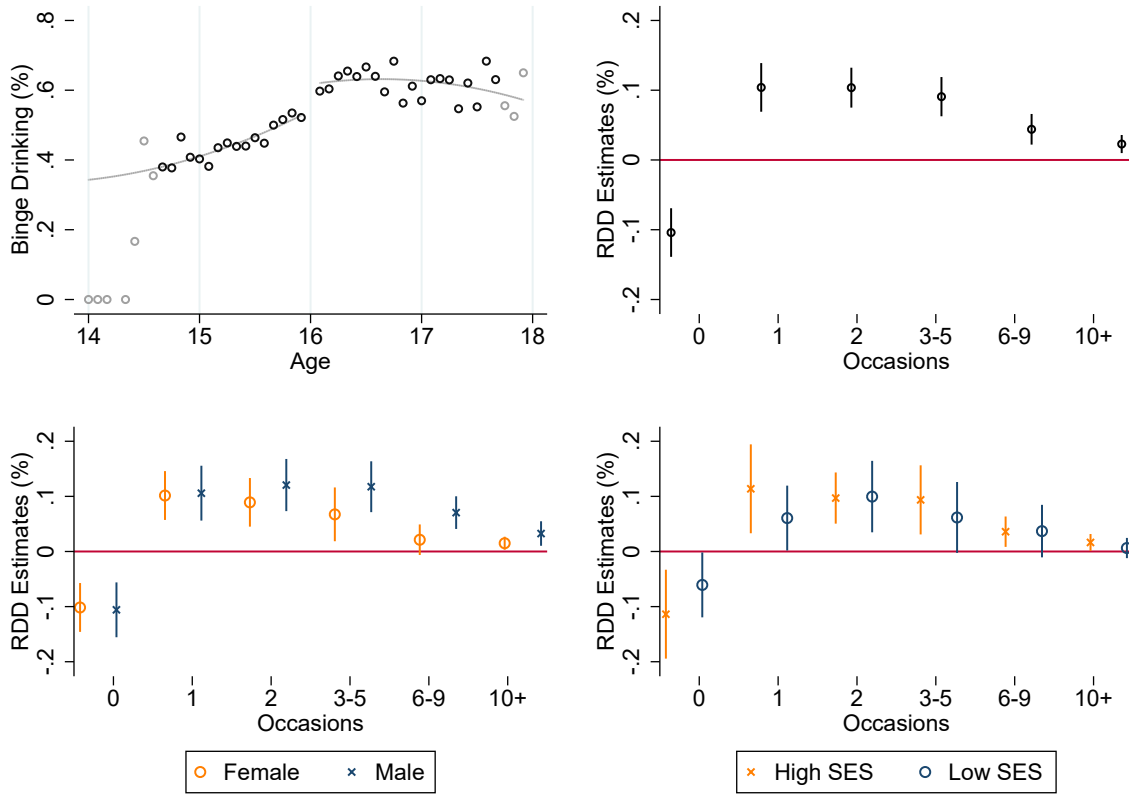 Binge Drinking (%)
.8
.6
.4
.2
0
14 15 16 17 18
Age
RDD Estimates (%)
.2
.1
0
-.1
-.2
0 1 2 3-5 6-9 10+
Occasions
RDD Estimates (%)
.2
.1
0
-.1
-.2
0 1 2 3-5 6-9 10+
Occasions
Female Male
RDD Estimates (%)
.2
.1
0
-.1
-.2
0 1 2 3-5 6-9 10+
Occasions
High SES Low SES